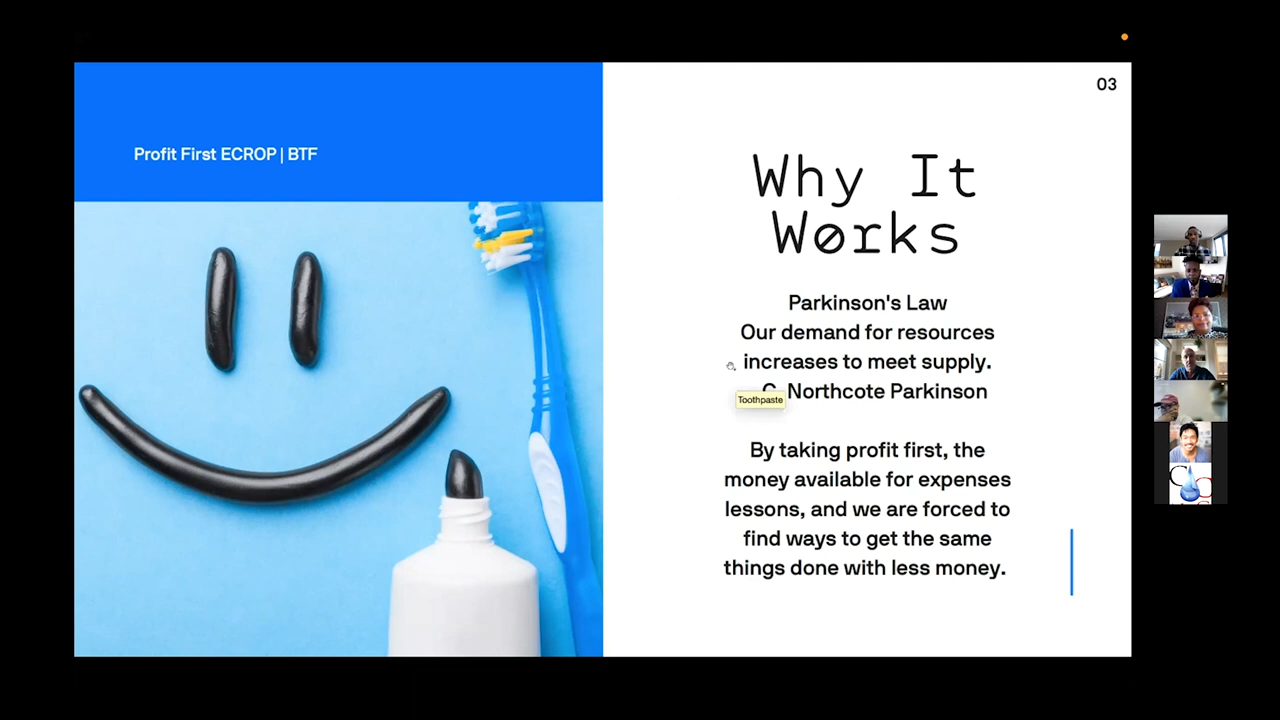 03
Profit First ECROP | BTF
Why It
Works
Parkinson's Law
Our demand for resources
increases to meet supply.
C. Northcote Parkinson
Toothpaste
By taking profit first, the
money available for expenses
lessons, and we are forced to
find ways to get the same
things done with less money.